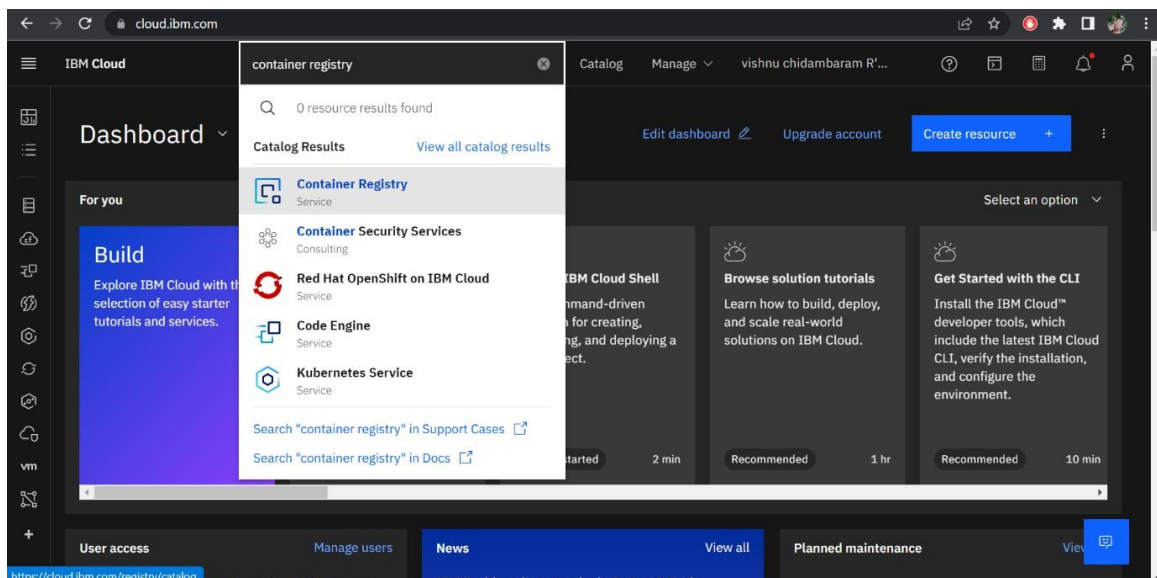 cloud.ibm.com
IBM Cloud
container registry
Catalog
Manage
vishnu chidambaram R'...
0 resource results found
Catalog Results
View all catalog results
Container Registry
Service
Container Security Services
Consulting
Red Hat OpenShift on IBM Cloud
Service
Code Engine
Service
Kubernetes Service
Service
Search "container registry" in Support Cases
Search "container registry" in Docs
Dashboard
Edit dashboard
Upgrade account
Create resource +
For you
Select an option
Build
Explore IBM Cloud with th
selection of easy starter
tutorials and services.
IBM Cloud Shell
mmand-driven
for creating,
ng, and deploying a
ect.
started
2 min
Browse solution tutorials
Learn how to build, deploy,
and scale real-world
solutions on IBM Cloud.
Recommended
1 hr
Get Started with the CLI
Install the IBM Cloud™
developer tools, which
include the latest IBM Cloud
CLI, verify the installation,
and configure the
environment.
Recommended
10 min
vm
User access
Manage users
News
View all
Planned maintenance
View
https://cloud.ibm.com/registry/catalog